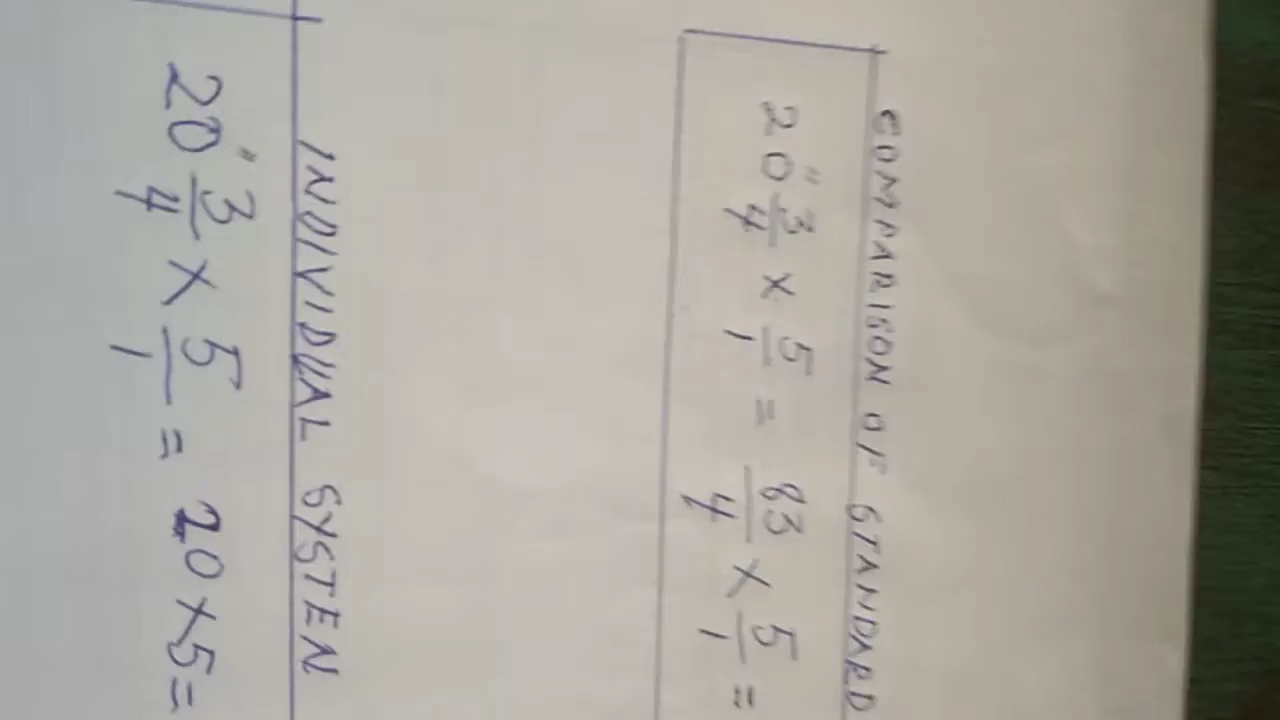 COMPARISON OF STANDARD
20 3/4" × 5/1 = 83/4 × 5/1 =
INDIVIDUAL SYSTEM
20 3/4" × 5/1 = 20 × 5 =